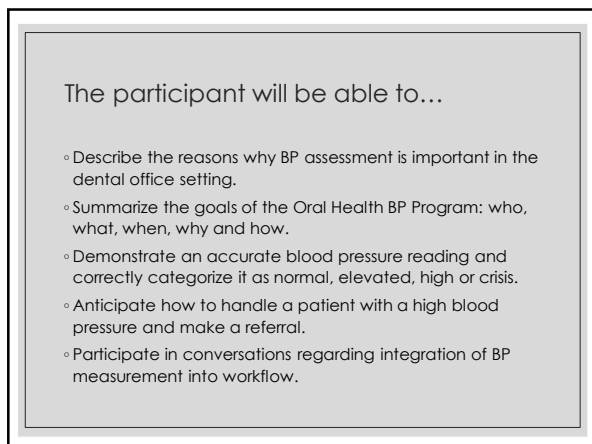 The participant will be able to…
◦ Describe the reasons why BP assessment is important in the
dental office setting.
◦ Summarize the goals of the Oral Health BP Program: who,
what, when, why and how.
◦ Demonstrate an accurate blood pressure reading and
correctly categorize it as normal, elevated, high or crisis.
◦ Anticipate how to handle a patient with a high blood
pressure and make a referral.
◦ Participate in conversations regarding integration of BP
measurement into workflow.